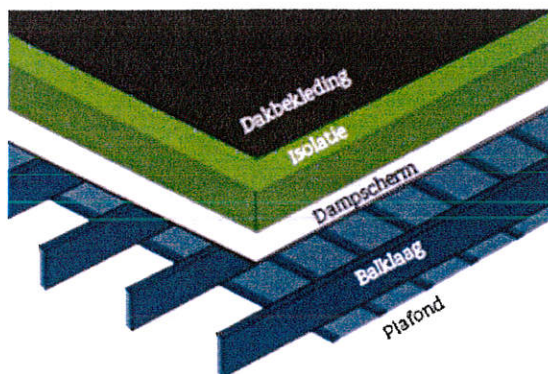 Dakbekleding
Isolatie
Dampscherm
Balklaag
Plafond